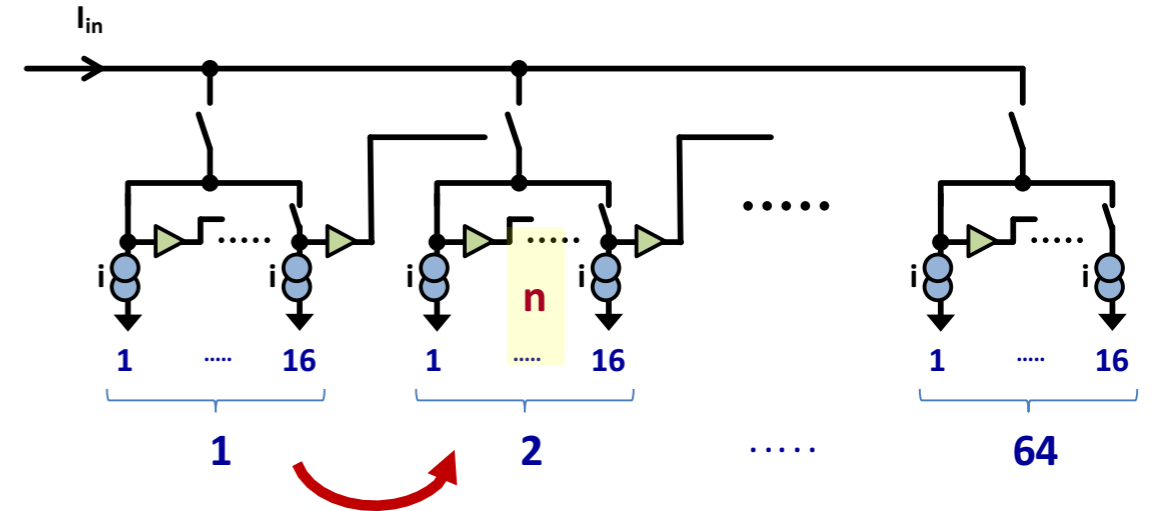 I_in
i i i i i i
n
1 ..... 16 1 ..... 16 1 ..... 16
1 2 ..... 64